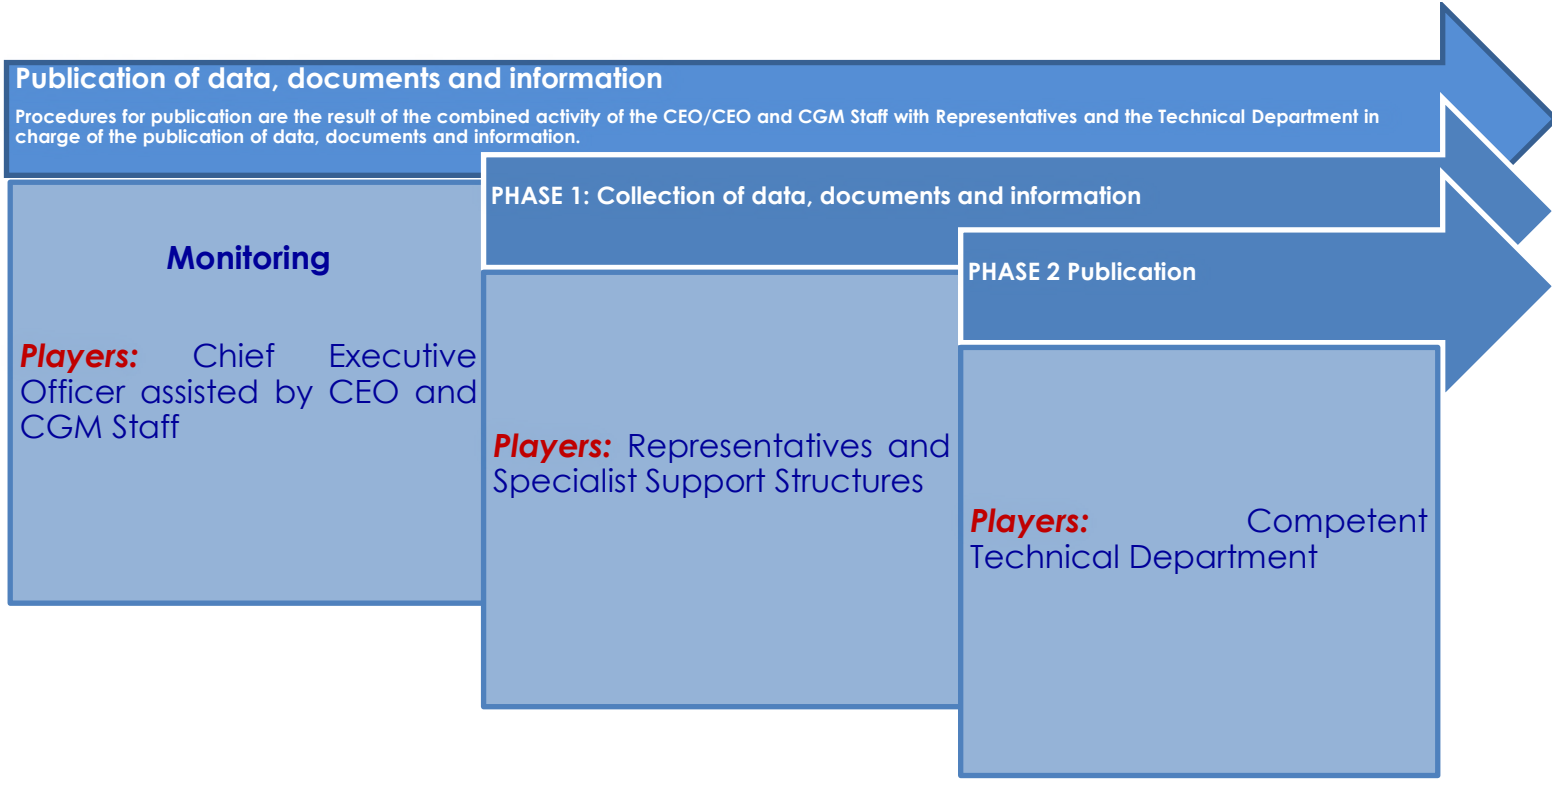 Publication of data, documents and information
Procedures for publication are the result of the combined activity of the CEO/CEO and CGM Staff with Representatives and the Technical Department in
charge of the publication of data, documents and information.
PHASE 1: Collection of data, documents and information
PHASE 2 Publication
Monitoring
Players: Chief Executive
Officer assisted by CEO and
CGM Staff
Players: Representatives and
Specialist Support Structures
Players: Competent
Technical Department